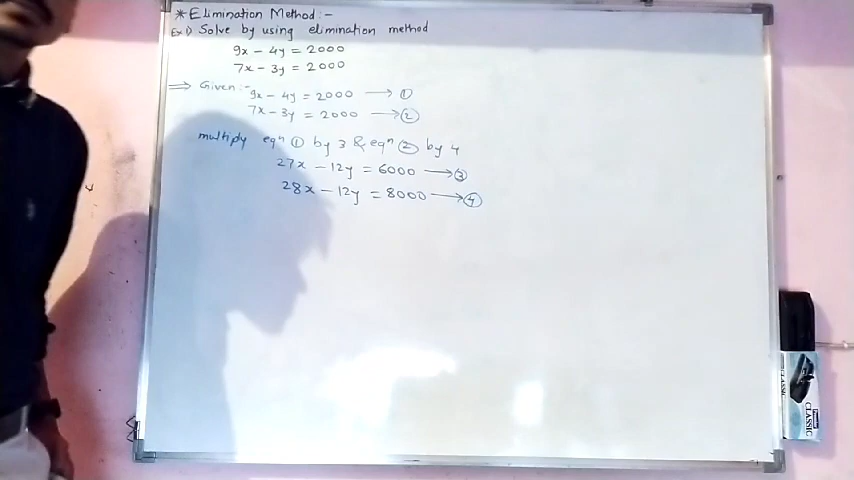 * Elimination Method :-
Ex 1) Solve by using elimination method
9x - 4y = 2000
7x - 3y = 2000
⟹ Given :-
9x - 4y = 2000 ⟶ ①
7x - 3y = 2000 ⟶ ②
multiply eqⁿ ① by 3 & eqⁿ ② by 4
27x - 12y = 6000 ⟶ ③
28x - 12y = 8000 ⟶ ④
CLASSIC